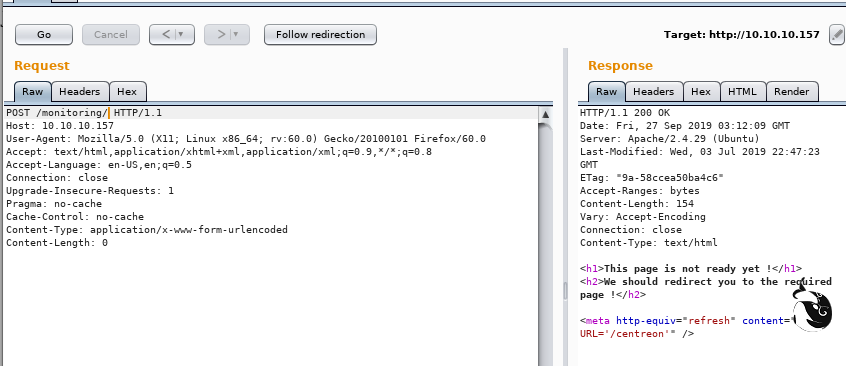 Go
Cancel
<
>
Follow redirection
Target: http://10.10.10.157
Request
Raw
Headers
Hex
POST /monitoring/ HTTP/1.1
Host: 10.10.10.157
User-Agent: Mozilla/5.0 (X11; Linux x86_64; rv:60.0) Gecko/20100101 Firefox/60.0
Accept: text/html,application/xhtml+xml,application/xml;q=0.9,*/*;q=0.8
Accept-Language: en-US,en;q=0.5
Connection: close
Upgrade-Insecure-Requests: 1
Pragma: no-cache
Cache-Control: no-cache
Content-Type: application/x-www-form-urlencoded
Content-Length: 0
Response
Raw
Headers
Hex
HTML
Render
HTTP/1.1 200 OK
Date: Fri, 27 Sep 2019 03:12:09 GMT
Server: Apache/2.4.29 (Ubuntu)
Last-Modified: Wed, 03 Jul 2019 22:47:23
GMT
ETag: "9a-58ccea50ba4c6"
Accept-Ranges: bytes
Content-Length: 154
Vary: Accept-Encoding
Connection: close
Content-Type: text/html
<h1>This page is not ready yet !</h1>
<h2>We should redirect you to the required
page !</h2>
<meta http-equiv="refresh" content="
URL='/centreon'" />